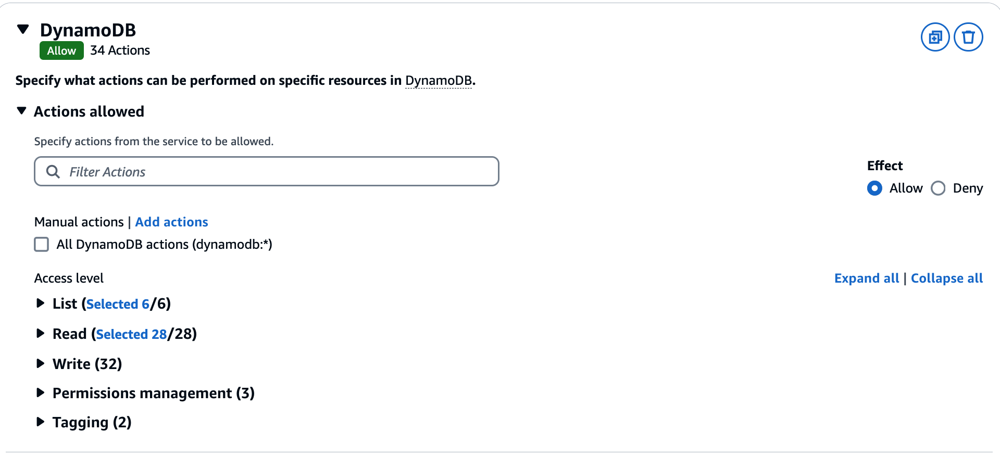 DynamoDB
Allow 34 Actions
Specify what actions can be performed on specific resources in DynamoDB.
Actions allowed
Specify actions from the service to be allowed.
Filter Actions
Effect
Allow Deny
Manual actions | Add actions
All DynamoDB actions (dynamodb:*)
Access level Expand all | Collapse all
List (Selected 6/6)
Read (Selected 28/28)
Write (32)
Permissions management (3)
Tagging (2)